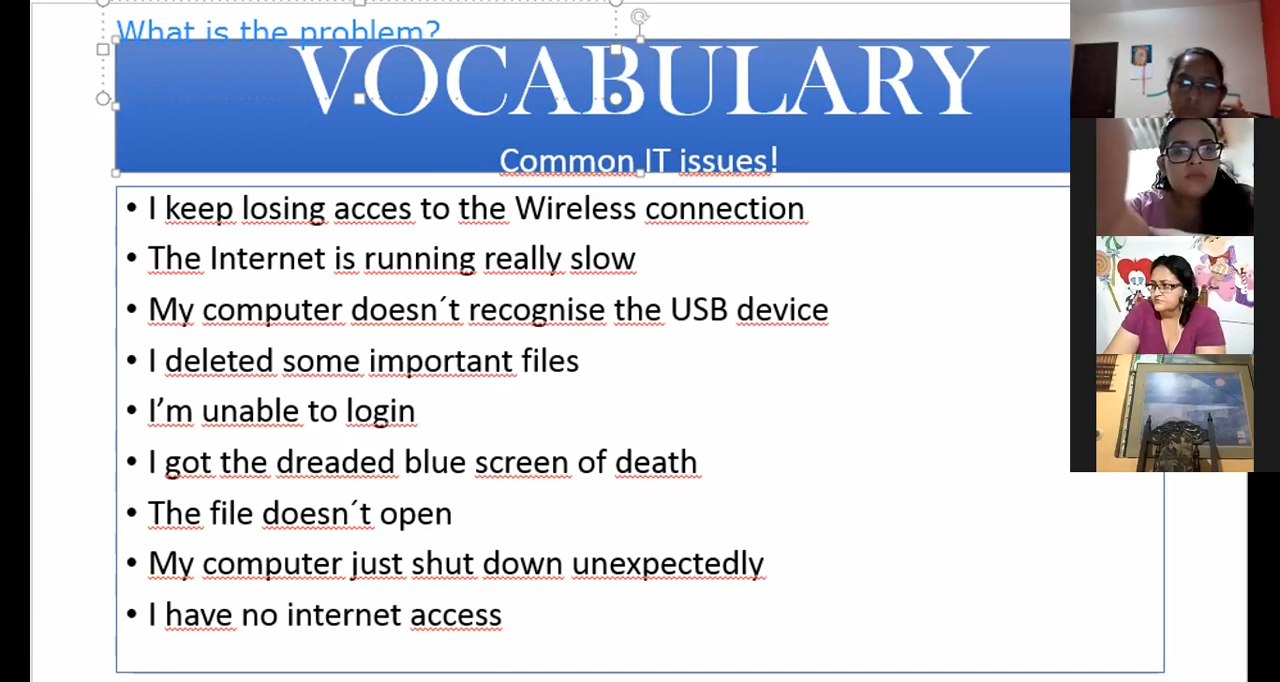 What is the problem?
VOCABULARY
Common IT issues!
• I keep losing acces to the Wireless connection
• The Internet is running really slow
• My computer doesn´t recognise the USB device
• I deleted some important files
• I'm unable to login
• I got the dreaded blue screen of death
• The file doesn´t open
• My computer just shut down unexpectedly
• I have no internet access